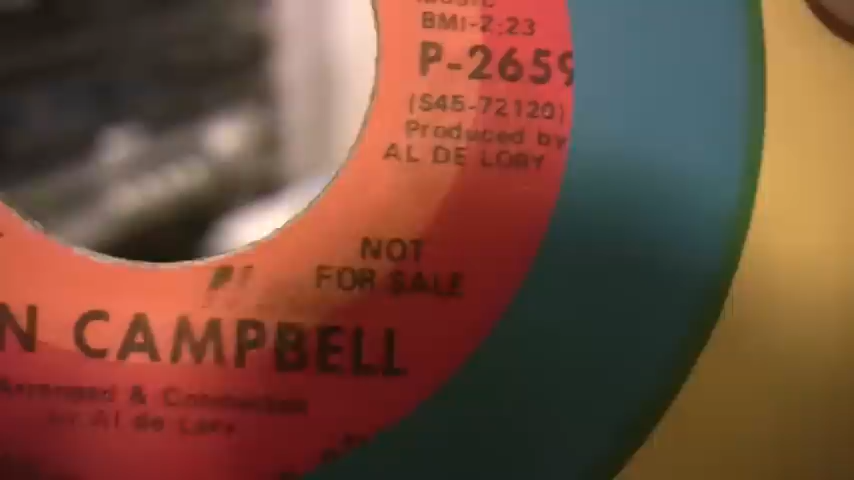 MUSIC
BMI-2:23
P-2659
(S45-72120)
Produced by
AL DE LORY
NOT
FOR SALE
N CAMPBELL
Arranged & Conducted
by Al de Lory